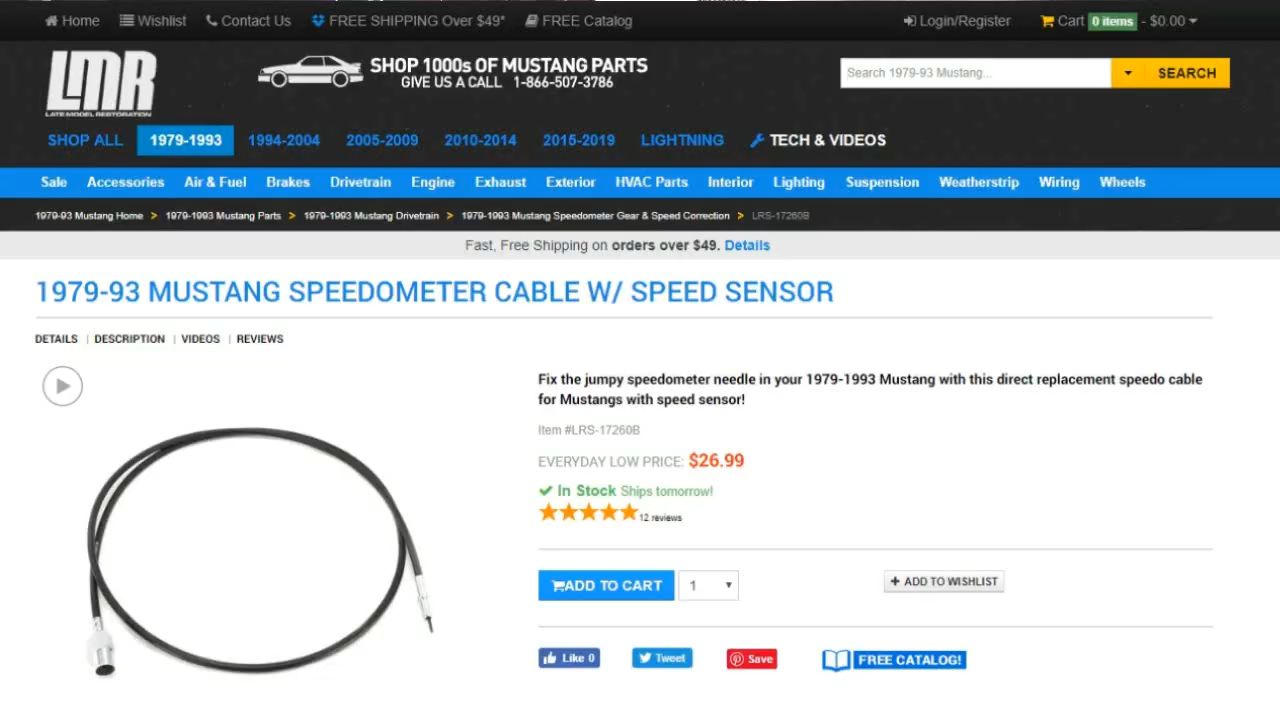 Home Wishlist Contact Us FREE SHIPPING Over $49* FREE Catalog Login/Register Cart 0 items - $0.00
LMR
LATE MODEL RESTORATION
SHOP 1000s OF MUSTANG PARTS
GIVE US A CALL 1-866-507-3786
Search 1979-93 Mustang... SEARCH
SHOP ALL 1979-1993 1994-2004 2005-2009 2010-2014 2015-2019 LIGHTNING TECH & VIDEOS
Sale Accessories Air & Fuel Brakes Drivetrain Engine Exhaust Exterior HVAC Parts Interior Lighting Suspension Weatherstrip Wiring Wheels
1979-93 Mustang Home > 1979-1993 Mustang Parts > 1979-1993 Mustang Drivetrain > 1979-1993 Mustang Speedometer Gear & Speed Correction > LRS-17260B
Fast, Free Shipping on orders over $49. Details
1979-93 MUSTANG SPEEDOMETER CABLE W/ SPEED SENSOR
DETAILS | DESCRIPTION | VIDEOS | REVIEWS
Fix the jumpy speedometer needle in your 1979-1993 Mustang with this direct replacement speedo cable
for Mustangs with speed sensor!
Item #LRS-17260B
EVERYDAY LOW PRICE: $26.99
In Stock Ships tomorrow!
12 reviews
ADD TO CART 1 + ADD TO WISHLIST
Like 0 Tweet Save FREE CATALOG!